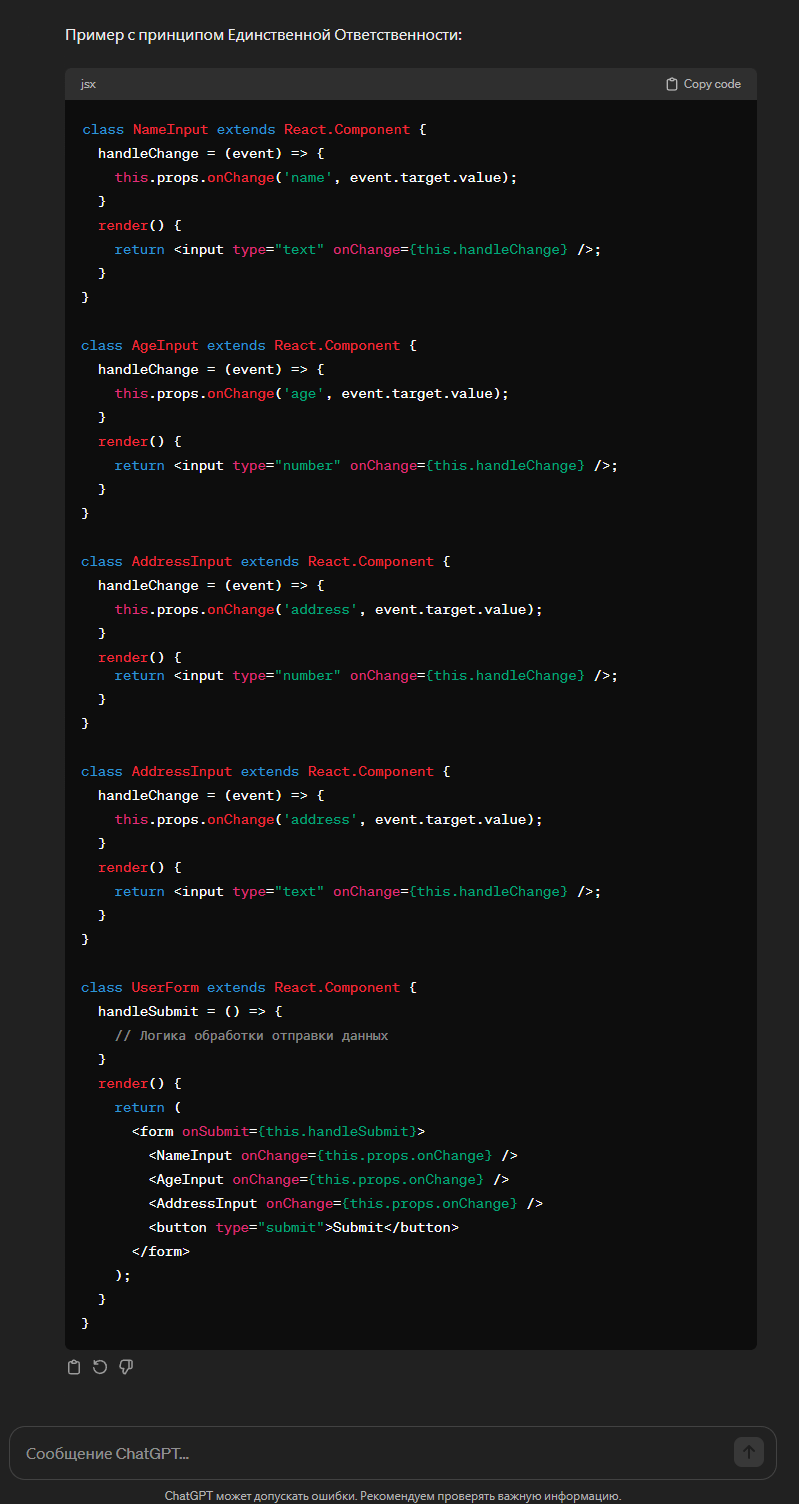 Пример с принципом Единственной Ответственности:
jsx
Copy code
class NameInput extends React.Component {
  handleChange = (event) => {
    this.props.onChange('name', event.target.value);
  }
  render() {
    return <input type="text" onChange={this.handleChange} />;
  }
}

class AgeInput extends React.Component {
  handleChange = (event) => {
    this.props.onChange('age', event.target.value);
  }
  render() {
    return <input type="number" onChange={this.handleChange} />;
  }
}

class AddressInput extends React.Component {
  handleChange = (event) => {
    this.props.onChange('address', event.target.value);
  }
  render() {
    return <input type="number" onChange={this.handleChange} />;
  }
}

class AddressInput extends React.Component {
  handleChange = (event) => {
    this.props.onChange('address', event.target.value);
  }
  render() {
    return <input type="text" onChange={this.handleChange} />;
  }
}

class UserForm extends React.Component {
  handleSubmit = () => {
    // Логика обработки отправки данных
  }
  render() {
    return (
      <form onSubmit={this.handleSubmit}>
        <NameInput onChange={this.props.onChange} />
        <AgeInput onChange={this.props.onChange} />
        <AddressInput onChange={this.props.onChange} />
        <button type="submit">Submit</button>
      </form>
    );
  }
}
Сообщение ChatGPT...
ChatGPT может допускать ошибки. Рекомендуем проверять важную информацию.